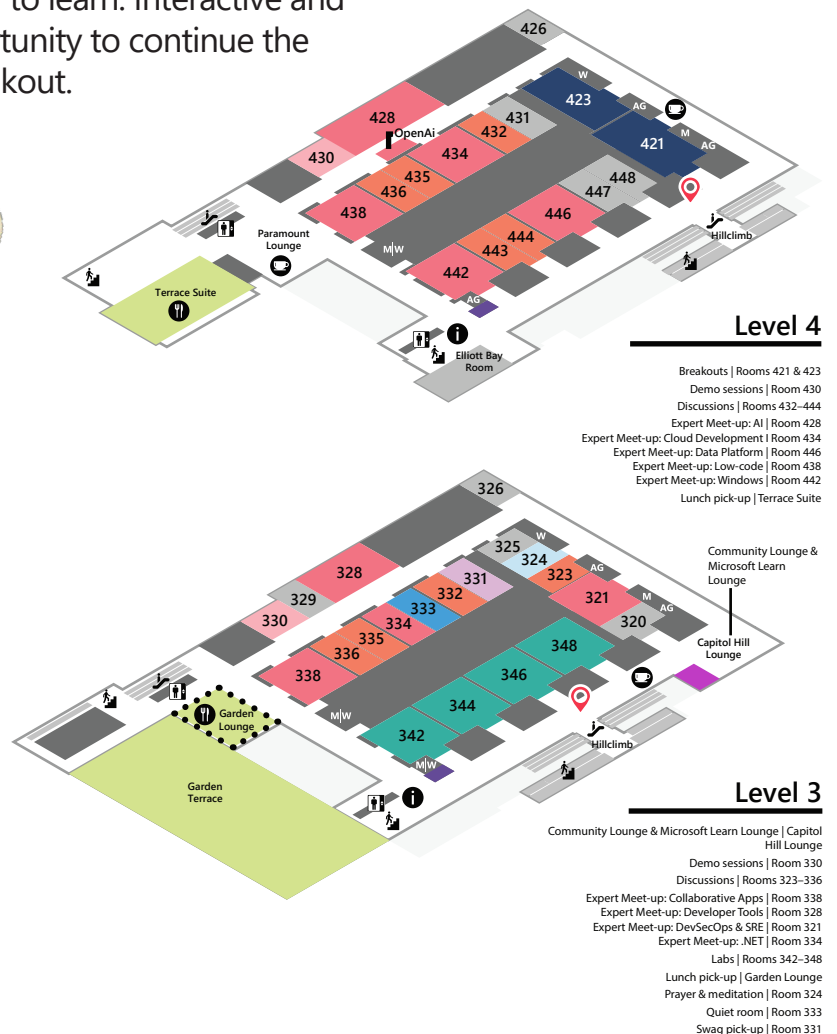 to learn. Interactive and
rtunity to continue the
kout.
426
W
423
AG
M
AG
421
428
OpenAi
431
432
434
430
435
436
438
448
447
446
444
443
442
M|W
AG
Hillclimb
Paramount
Lounge
Terrace Suite
i
Elliott Bay
Room
Level 4
Breakouts | Rooms 421 & 423
Demo sessions | Room 430
Discussions | Rooms 432–444
Expert Meet-up: AI | Room 428
Expert Meet-up: Cloud Development I Room 434
Expert Meet-up: Data Platform | Room 446
Expert Meet-up: Low-code | Room 438
Expert Meet-up: Windows | Room 442
Lunch pick-up | Terrace Suite
326
W
325
324
AG
323
M
AG
321
320
328
329
330
331
332
333
334
335
336
338
348
346
344
342
M|W
M|W
Community Lounge &
Microsoft Learn
Lounge
Capitol Hill
Lounge
Hillclimb
Garden
Lounge
Garden
Terrace
i
Level 3
Community Lounge & Microsoft Learn Lounge | Capitol
Hill Lounge
Demo sessions | Room 330
Discussions | Rooms 323–336
Expert Meet-up: Collaborative Apps | Room 338
Expert Meet-up: Developer Tools | Room 328
Expert Meet-up: DevSecOps & SRE | Room 321
Expert Meet-up: .NET | Room 334
Labs | Rooms 342–348
Lunch pick-up | Garden Lounge
Prayer & meditation | Room 324
Quiet room | Room 333
Swag pick-up | Room 331